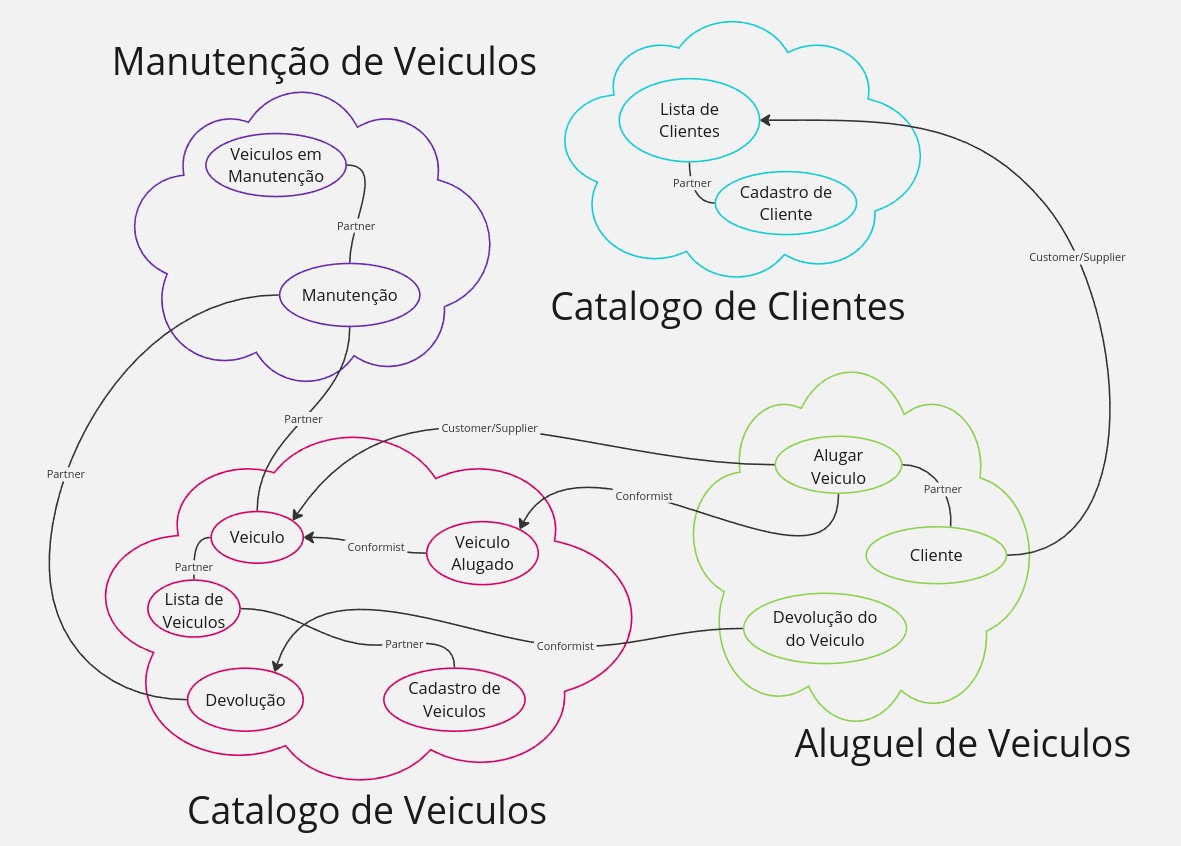 Manutenção de Veiculos
Veiculos em
Manutenção
Partner
Manutenção
Partner
Partner
Lista de
Clientes
Partner
Cadastro de
Cliente
Catalogo de Clientes
Customer/Supplier
Customer/Supplier
Conformist
Alugar
Veiculo
Partner
Cliente
Devolução do
do Veiculo
Aluguel de Veiculos
Veiculo
Conformist
Veiculo
Alugado
Partner
Lista de
Veiculos
Partner
Conformist
Devolução
Cadastro de
Veiculos
Catalogo de Veiculos